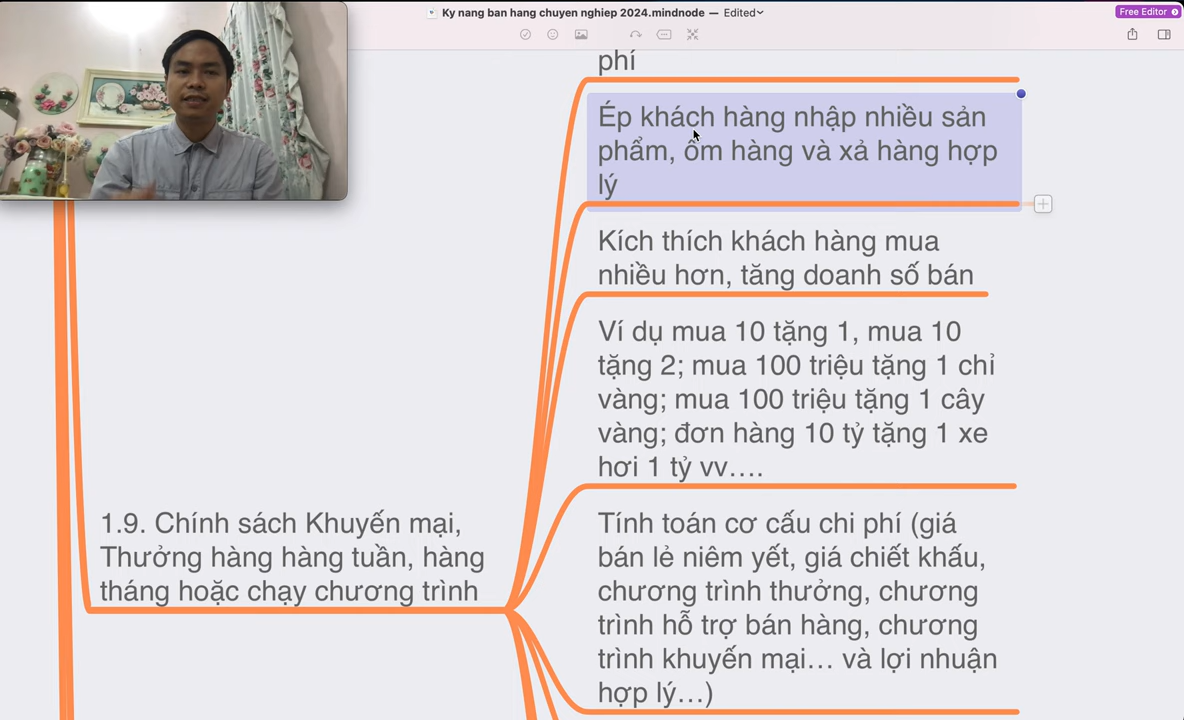 Ky nang ban hang chuyen nghiep 2024.mindnode — Edited
Free Editor
phí
Ép khách hàng nhập nhiều sản
phẩm, ôm hàng và xả hàng hợp
lý
Kích thích khách hàng mua
nhiều hơn, tăng doanh số bán
Ví dụ mua 10 tặng 1, mua 10
tặng 2; mua 100 triệu tặng 1 chỉ
vàng; mua 100 triệu tặng 1 cây
vàng; đơn hàng 10 tỷ tặng 1 xe
hơi 1 tỷ vv….
1.9. Chính sách Khuyến mại,
Thưởng hàng hàng tuần, hàng
tháng hoặc chạy chương trình
Tính toán cơ cấu chi phí (giá
bán lẻ niêm yết, giá chiết khấu,
chương trình thưởng, chương
trình hỗ trợ bán hàng, chương
trình khuyến mại… và lợi nhuận
hợp lý…)